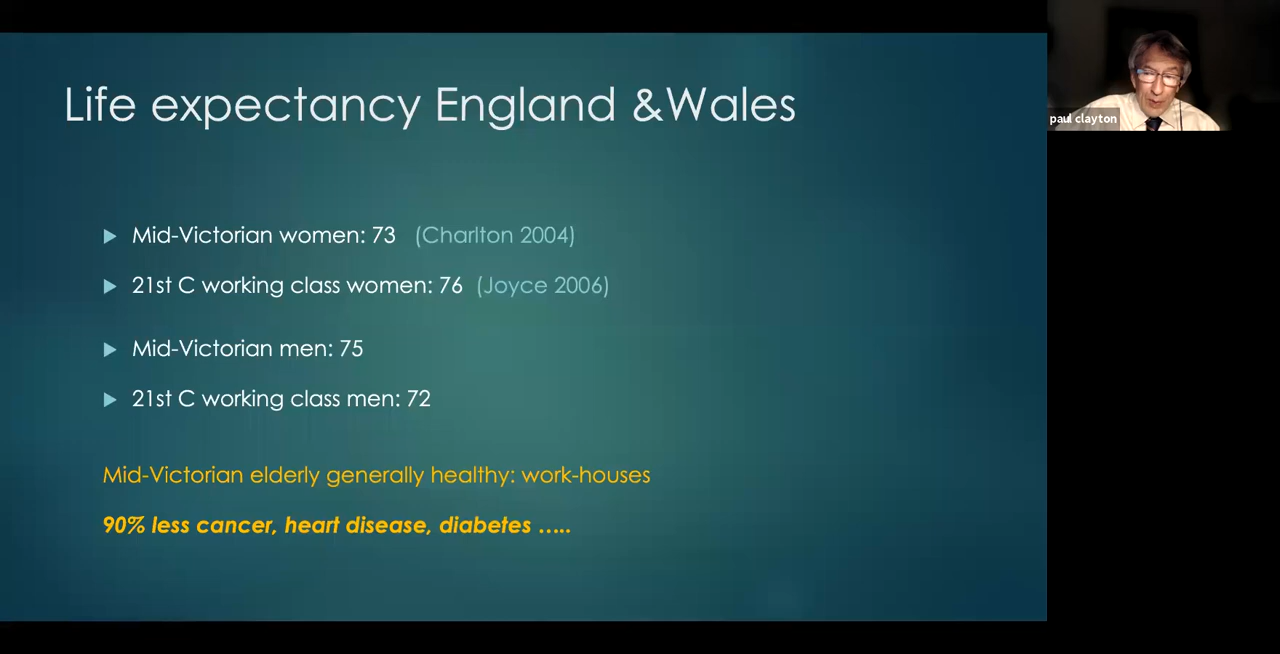 Life expectancy England &Wales
paul clayton
Mid-Victorian women: 73 (Charlton 2004)
21st C working class women: 76 (Joyce 2006)
Mid-Victorian men: 75
21st C working class men: 72
Mid-Victorian elderly generally healthy: work-houses
90% less cancer, heart disease, diabetes …..